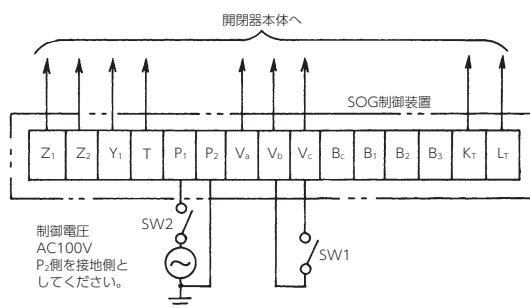 開閉器本体へ
SOG制御装置
Z₁ Z₂ Y₁ T P₁ P₂ Va Vb Vc Bc B₁ B₂ B₃ KT LT
SW2
SW1
制御電圧
AC100V
P₂側を接地側と
してください。